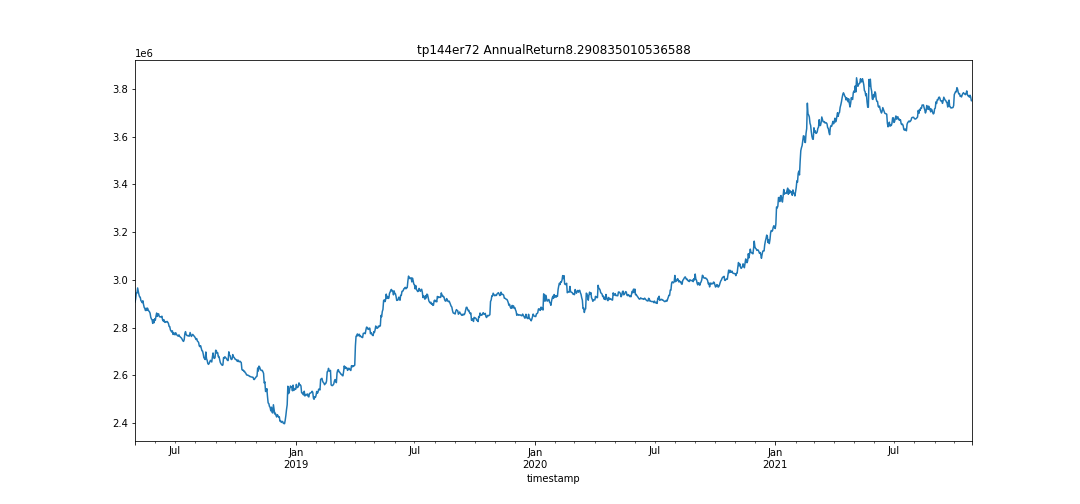 tp144er72 AnnualReturn8.290835010536588
1e6
3.8
3.6
3.4
3.2
3.0
2.8
2.6
2.4
Jul Jan Jul Jan Jul Jan Jul
2019 2020 2021
timestamp